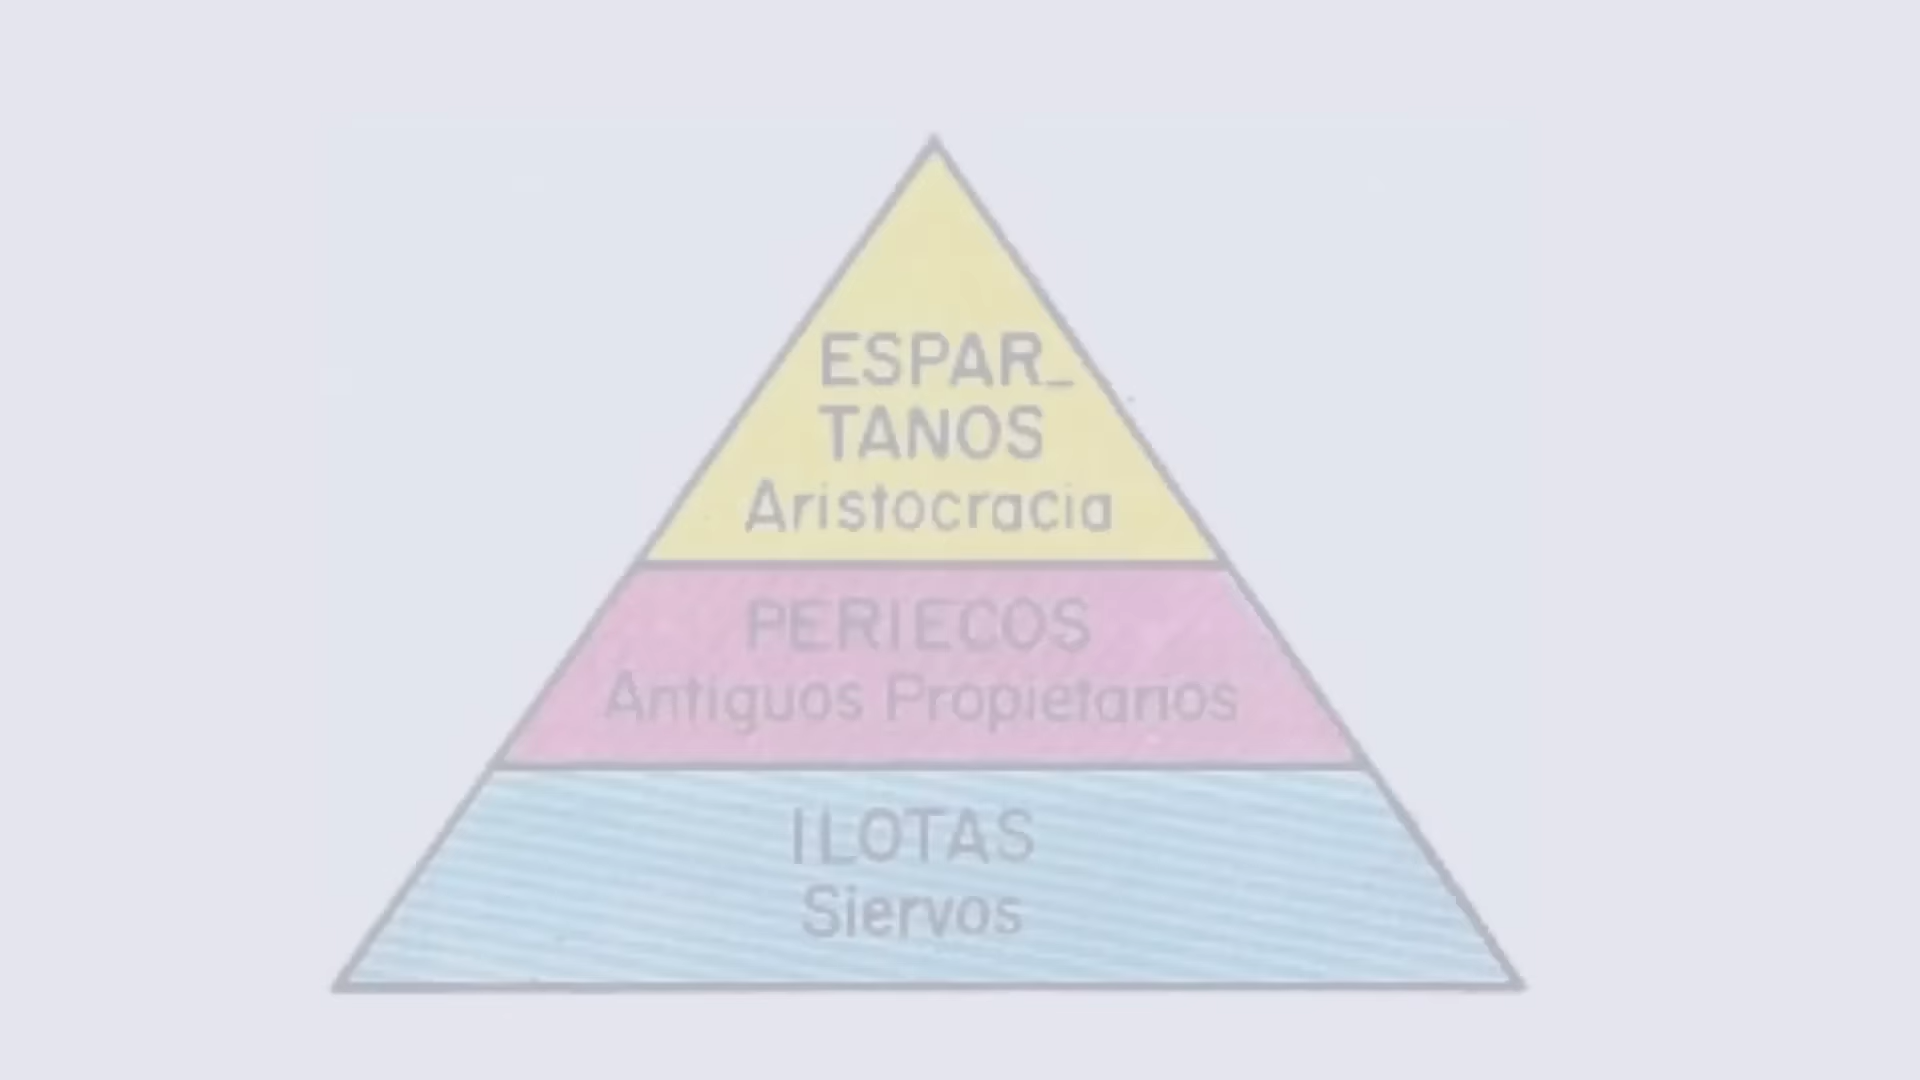 ESPAR_
TANOS
Aristocracia
PERIECOS
Antiguos Propietarios
ILOTAS
Siervos